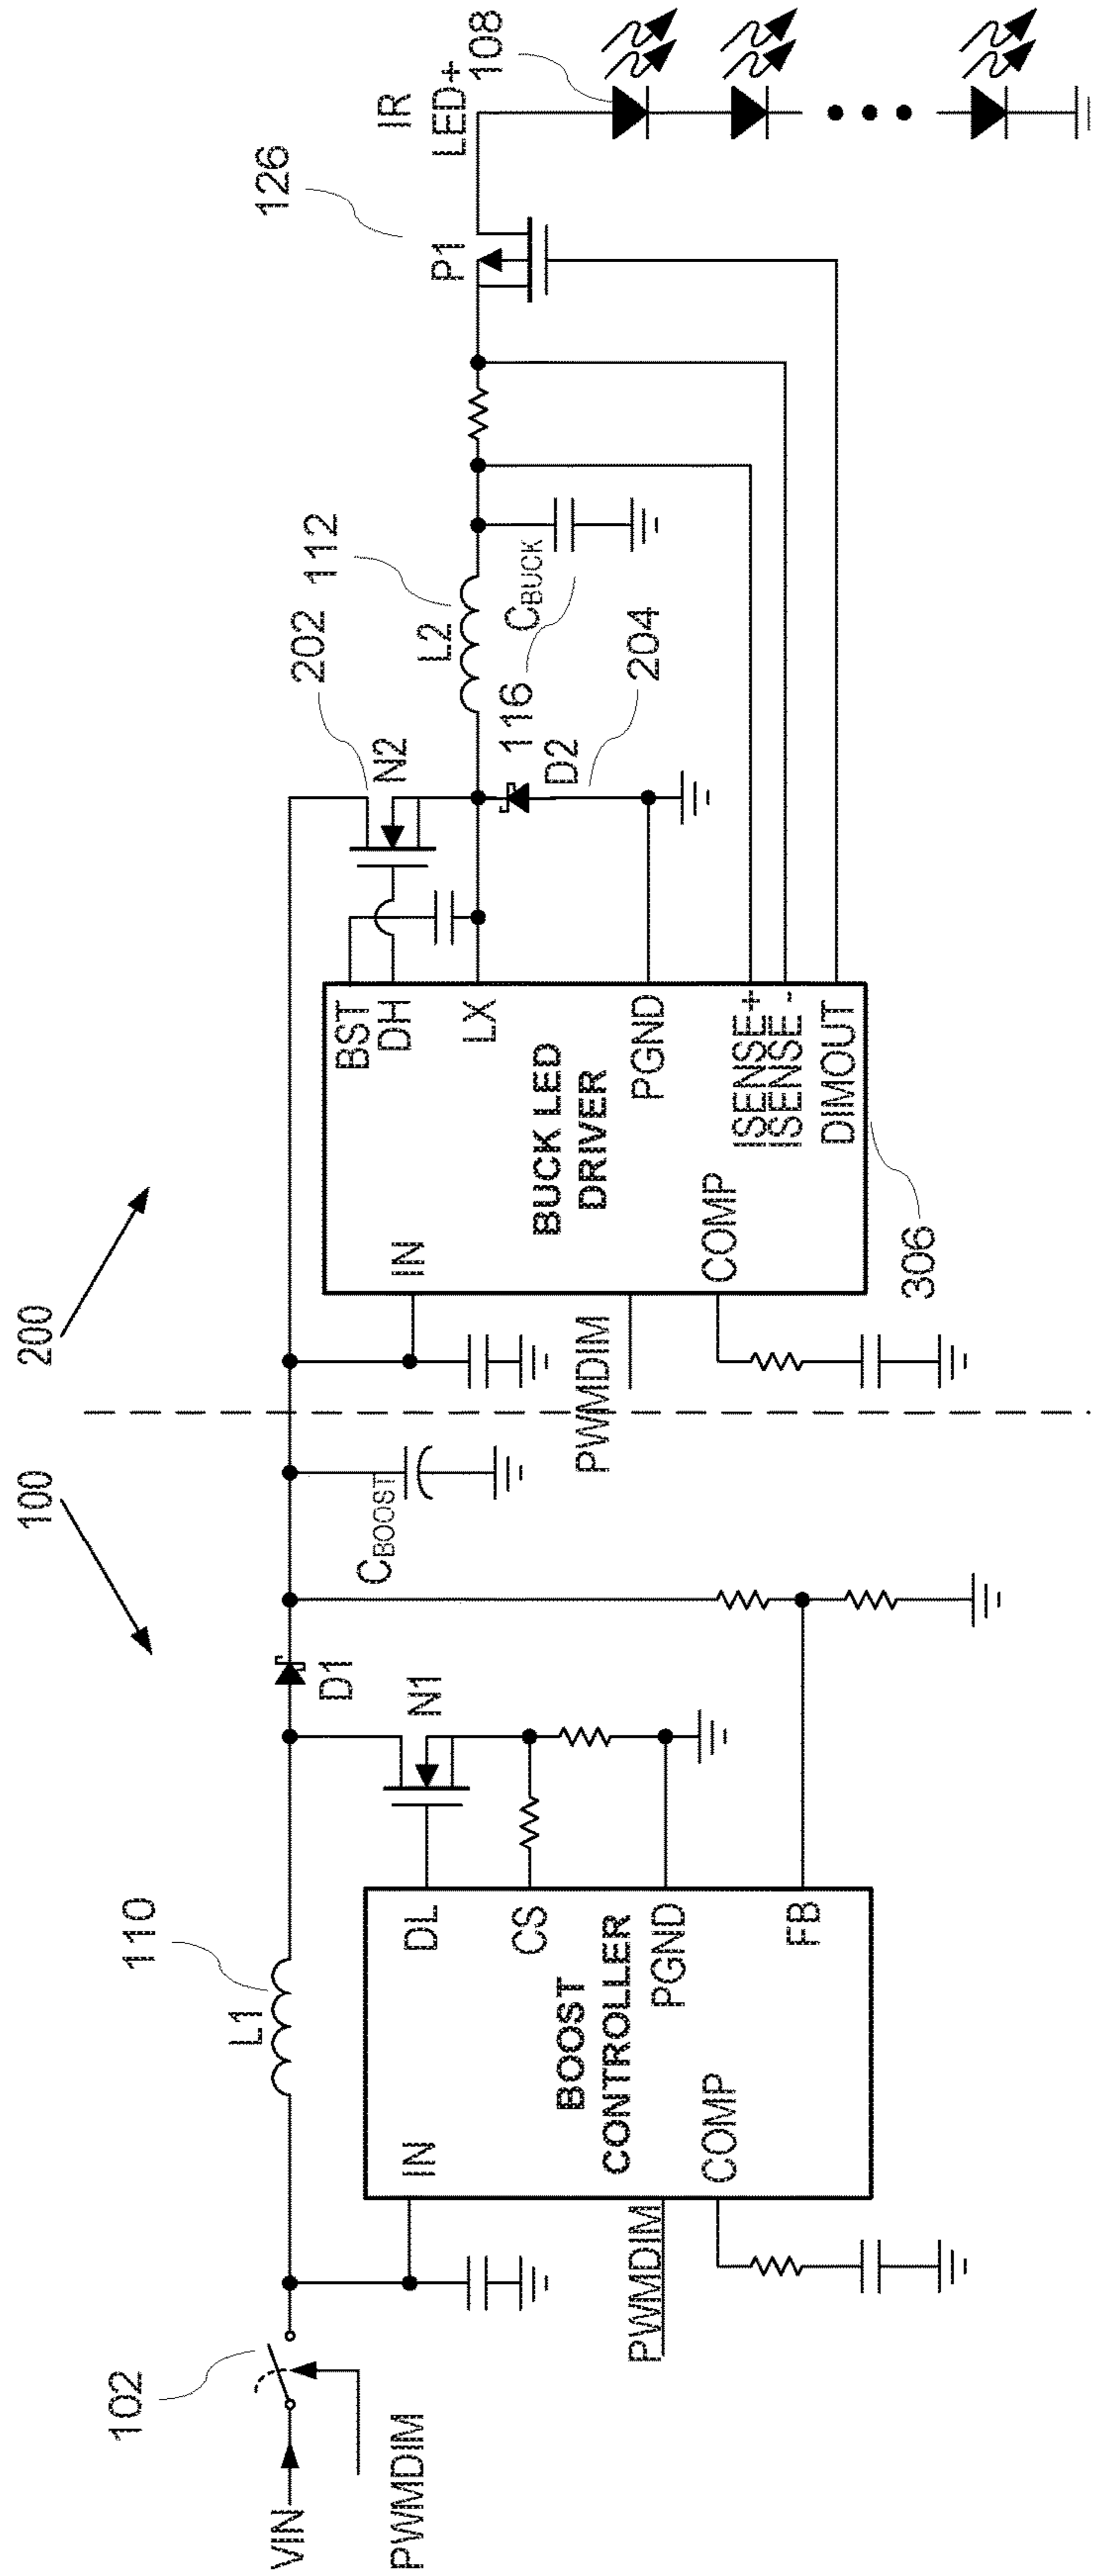 100
200
VIN
PWMDIM
102
L1
110
IN
BOOST
CONTROLLER
PWMDIM
COMP
DL
CS
PGND
FB
N1
D1
CBOOST
IN
BUCK LED
DRIVER
PWMDIM
COMP
BST
DH
LX
PGND
ISENSE+
ISENSE -
DIMOUT
306
N2
202
L2
112
D2
204
116
CBUCK
P1
126
IR
LED+
108